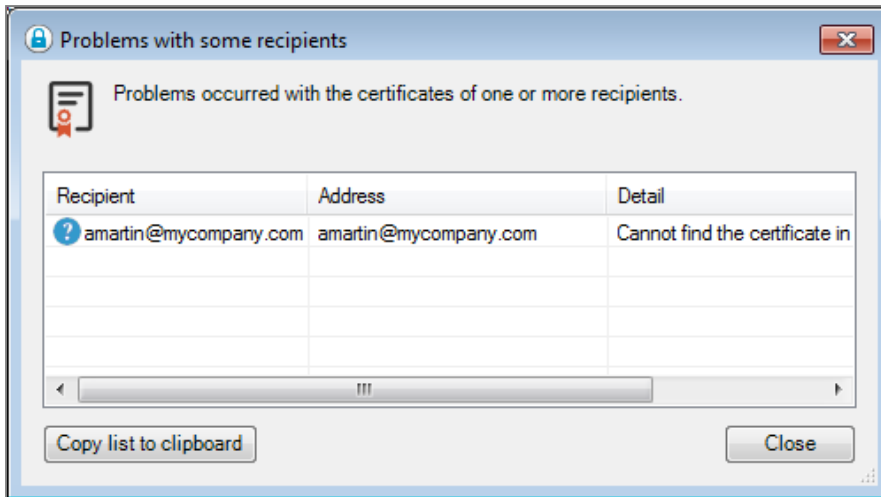 Problems with some recipients
Problems occurred with the certificates of one or more recipients.
Recipient Address Detail
amartin@mycompany.com amartin@mycompany.com Cannot find the certificate in
Copy list to clipboard Close